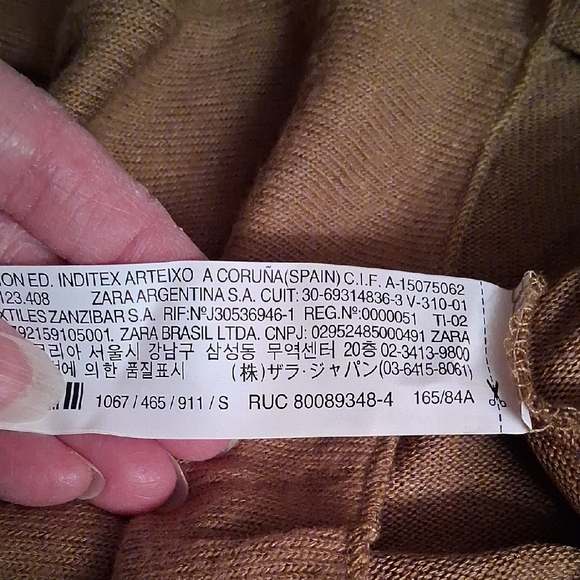 ION ED. INDITEX ARTEIXO A CORUÑA(SPAIN) C.I.F. A-15075062
123.408 ZARA ARGENTINA S.A. CUIT: 30-69314836-3 V-310-01
XTILES ZANZIBAR S.A. RIF:NºJ30536946-1 REG.Nº:0000051 TI-02
792159105001. ZARA BRASIL LTDA. CNPJ: 02952485000491 ZARA
코리아 서울시 강남구 삼성동 무역센터 20층 02-3413-9800
에 의한 품질표시 (株)ザラ·ジャパン(03-6415-8061)
1067 / 465 / 911 / S RUC 80089348-4 165/84A